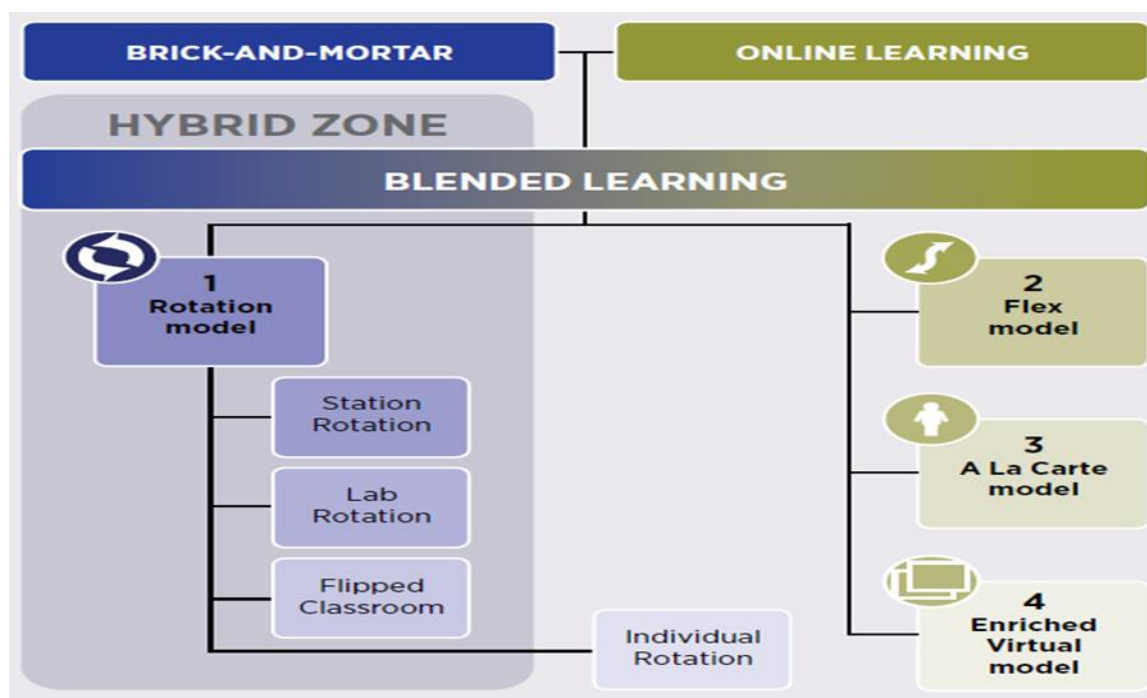 BRICK-AND-MORTAR
ONLINE LEARNING
HYBRID ZONE
BLENDED LEARNING
1
Rotation
model
Station
Rotation
Lab
Rotation
Flipped
Classroom
Individual
Rotation
2
Flex
model
3
A La Carte
model
4
Enriched
Virtual
model